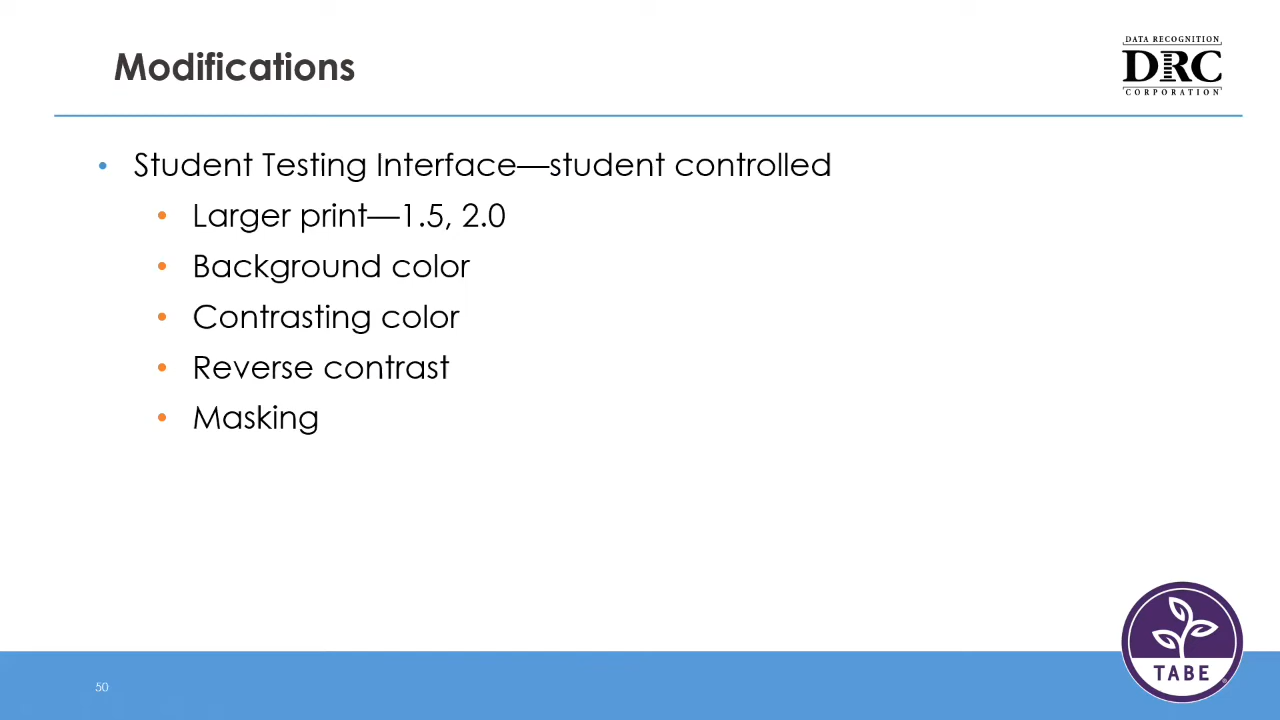 Modifications
DATA RECOGNITION
DRC
CORPORATION
• Student Testing Interface—student controlled
• Larger print—1.5, 2.0
• Background color
• Contrasting color
• Reverse contrast
• Masking
TABE®
50